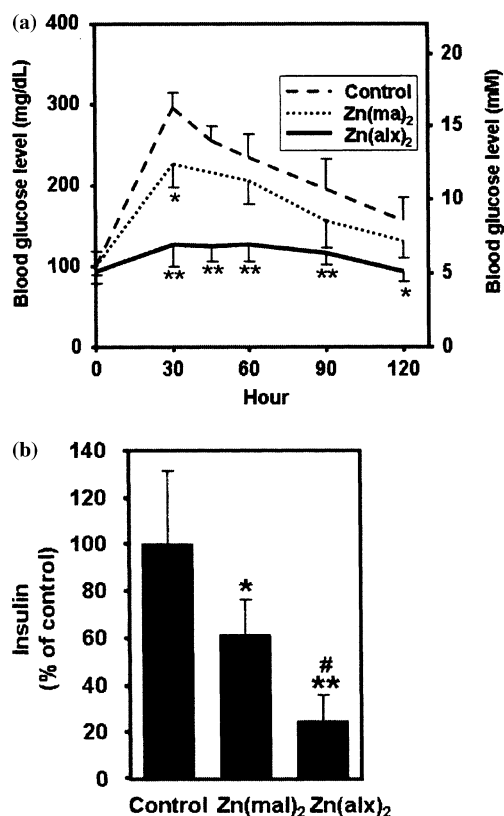 (a)
400
300
200
100
0
Blood glucose level (mg/dL)
20
15
10
5
0
Blood glucose level (mM)
Control
Zn(ma)₂
Zn(alx)₂
*
** ** ** ** *
0 30 60 90 120
Hour
(b)
140
120
100
80
60
40
20
0
Insulin
(% of control)
*
#
**
Control Zn(mal)₂ Zn(alx)₂